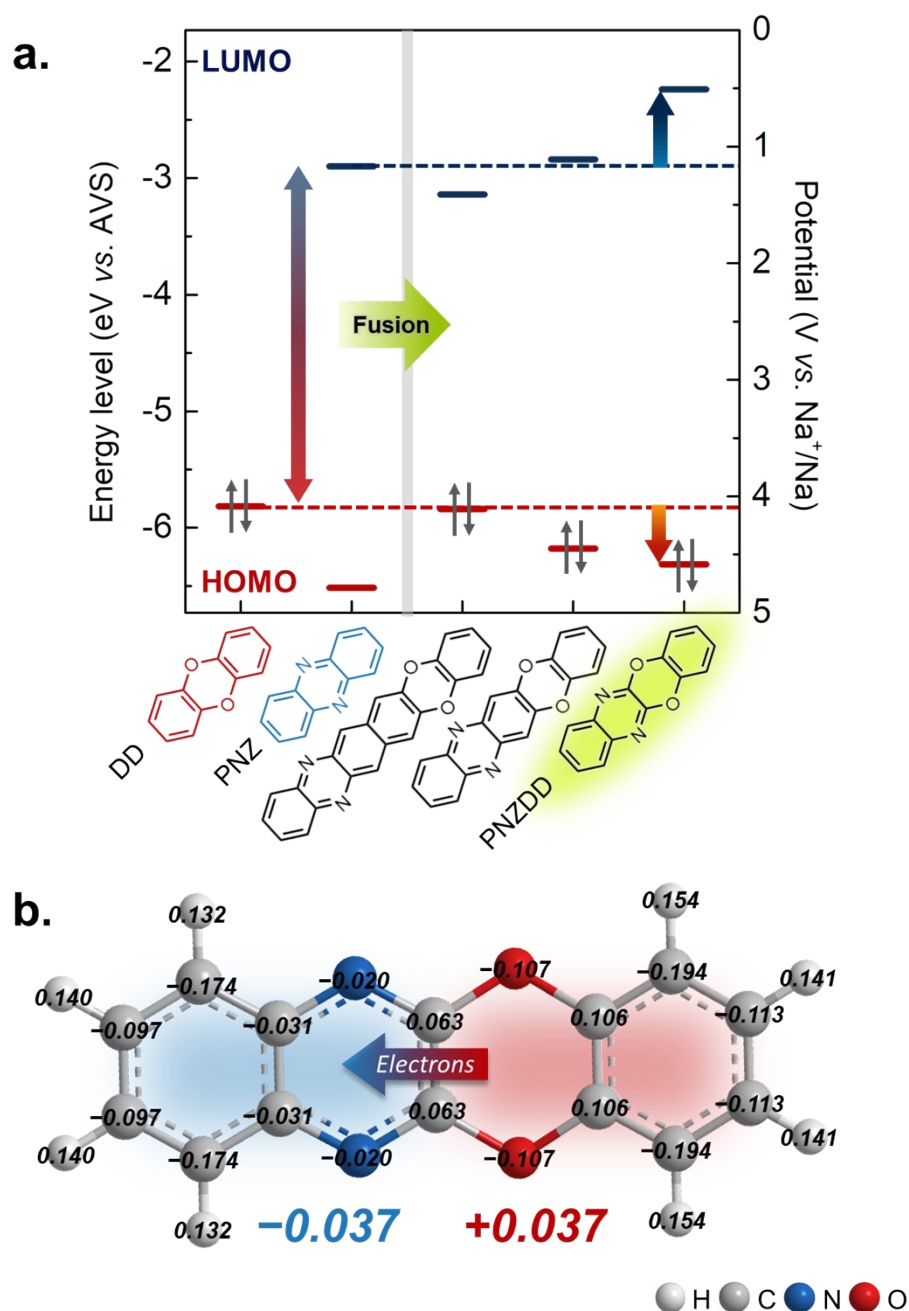 a.
LUMO
HOMO
Fusion
Energy level (eV vs. AVS)
-2
-3
-4
-5
-6
Potential (V vs. Na⁺/Na)
0
1
2
3
4
5
DD
O
O
PNZ
N
N
N
N
O
O
N
N
O
O
PNZDD
N
N
O
O
b.
0.132
0.154
0.140
−0.174
−0.020
−0.107
−0.194
0.141
−0.097
−0.031
0.063
0.106
−0.113
Electrons
−0.097
−0.031
0.063
0.106
−0.113
0.140
−0.174
−0.020
−0.107
−0.194
0.141
0.132
0.154
−0.037
+0.037
H C N O